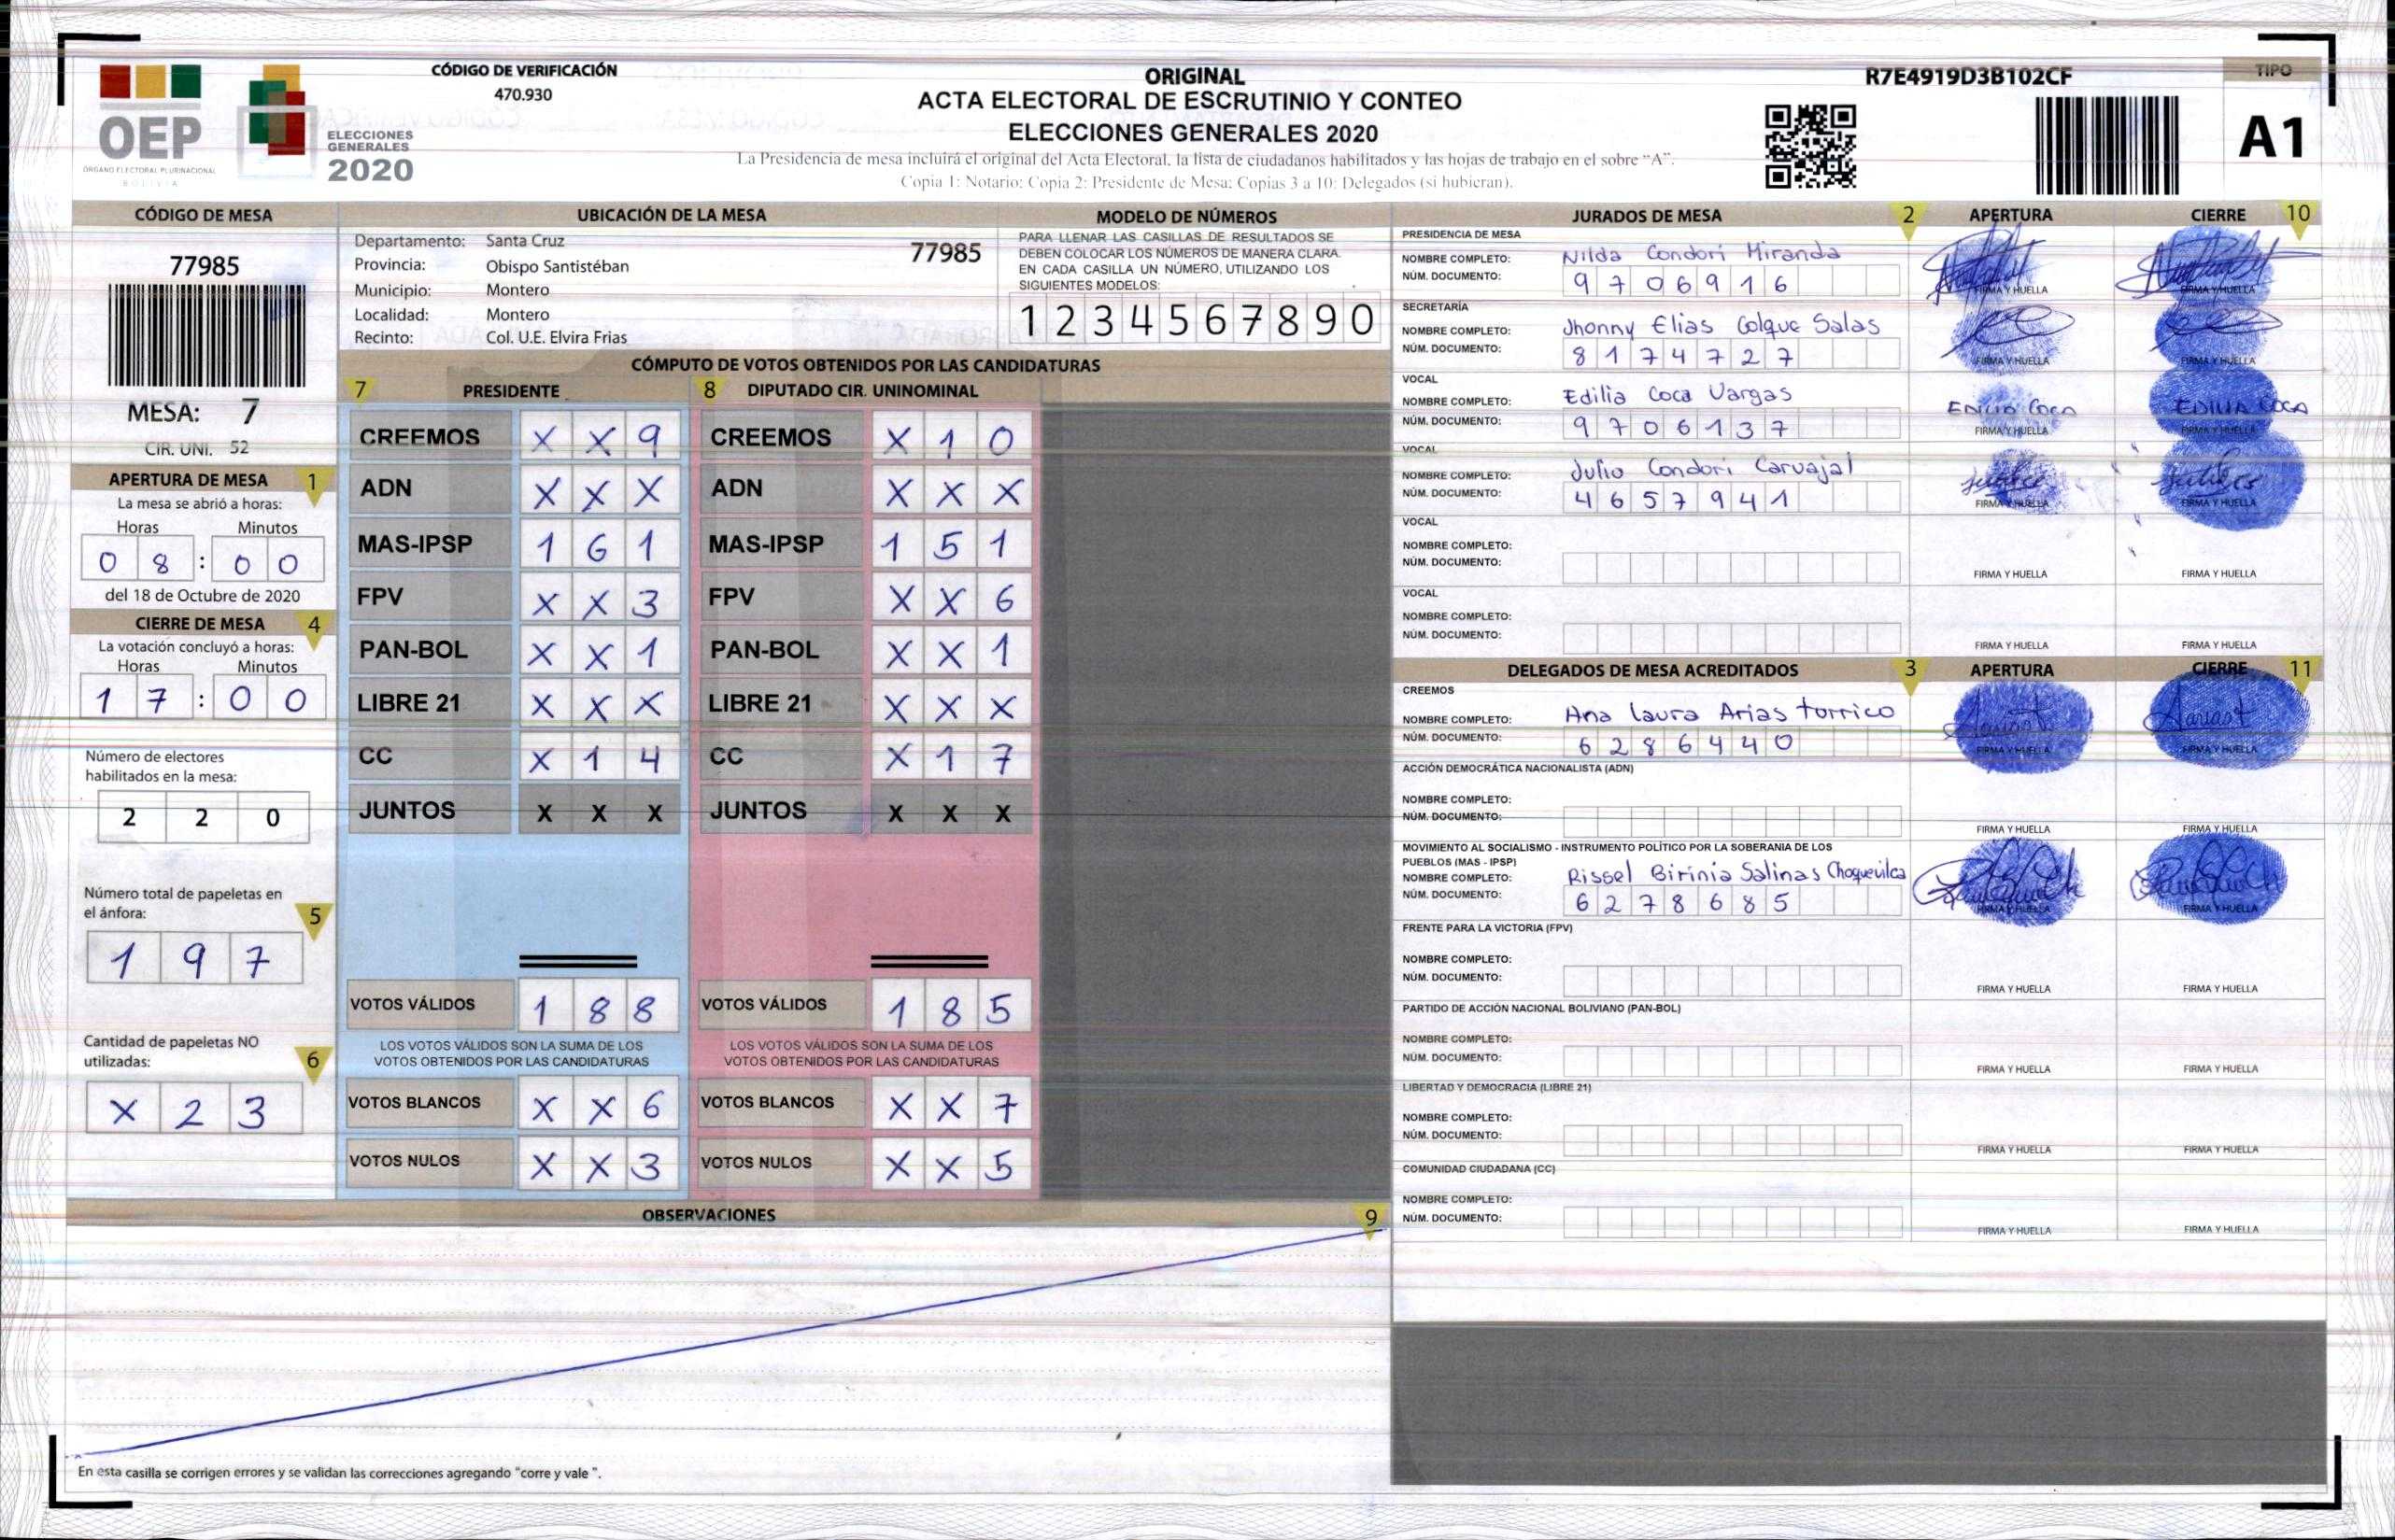 CÓDIGO DE VERIFICACIÓN
470.930
OEP
ÓRGANO ELECTORAL PLURINACIONAL
BOLIVIA
ELECCIONES
GENERALES
2020
ORIGINAL
ACTA ELECTORAL DE ESCRUTINIO Y CONTEO
ELECCIONES GENERALES 2020
La Presidencia de mesa incluirá el original del Acta Electoral, la lista de ciudadanos habilitados y las hojas de trabajo en el sobre “A”.
Copia 1: Notario; Copia 2: Presidente de Mesa; Copias 3 a 10: Delegados (si hubieran).
R7E4919D3B102CF
TIPO
A1
CÓDIGO DE MESA
77985
MESA: 7
CIR. UNI. 52
APERTURA DE MESA 1
La mesa se abrió a horas:
Horas Minutos
0 8 : 0 0
del 18 de Octubre de 2020
CIERRE DE MESA 4
La votación concluyó a horas:
Horas Minutos
1 7 : 0 0
Número de electores
habilitados en la mesa:
2 2 0
Número total de papeletas en
el ánfora: 5
1 9 7
Cantidad de papeletas NO
utilizadas: 6
X 2 3
UBICACIÓN DE LA MESA
Departamento: Santa Cruz 77985
Provincia: Obispo Santistéban
Municipio: Montero
Localidad: Montero
Recinto: Col. U.E. Elvira Frias
MODELO DE NÚMEROS
PARA LLENAR LAS CASILLAS DE RESULTADOS SE
DEBEN COLOCAR LOS NÚMEROS DE MANERA CLARA.
EN CADA CASILLA UN NÚMERO, UTILIZANDO LOS
SIGUIENTES MODELOS:
1 2 3 4 5 6 7 8 9 0
CÓMPUTO DE VOTOS OBTENIDOS POR LAS CANDIDATURAS
7 PRESIDENTE 8 DIPUTADO CIR. UNINOMINAL
CREEMOS X X 9 CREEMOS X 1 0
ADN X X X ADN X X X
MAS-IPSP 1 6 1 MAS-IPSP 1 5 1
FPV X X 3 FPV X X 6
PAN-BOL X X 1 PAN-BOL X X 1
LIBRE 21 X X X LIBRE 21 X X X
CC X 1 4 CC X 1 7
JUNTOS X X X JUNTOS X X X
VOTOS VÁLIDOS 1 8 8 VOTOS VÁLIDOS 1 8 5
LOS VOTOS VÁLIDOS SON LA SUMA DE LOS LOS VOTOS VÁLIDOS SON LA SUMA DE LOS
VOTOS OBTENIDOS POR LAS CANDIDATURAS VOTOS OBTENIDOS POR LAS CANDIDATURAS
VOTOS BLANCOS X X 6 VOTOS BLANCOS X X 7
VOTOS NULOS X X 3 VOTOS NULOS X X 5
OBSERVACIONES 9
En esta casilla se corrigen errores y se validan las correcciones agregando "corre y vale ".
JURADOS DE MESA 2 APERTURA CIERRE 10
PRESIDENCIA DE MESA
NOMBRE COMPLETO: Nilda Condori Miranda
NÚM. DOCUMENTO: 9 7 0 6 9 1 6
FIRMA Y HUELLA FIRMA Y HUELLA
SECRETARÍA
NOMBRE COMPLETO: Jhonny Elias Colque Salas
NÚM. DOCUMENTO: 8 1 7 4 7 2 7
FIRMA Y HUELLA FIRMA Y HUELLA
VOCAL
NOMBRE COMPLETO: Edilia Coca Vargas
EDILIA COCA EDILIA COCA
NÚM. DOCUMENTO: 9 7 0 6 1 3 7
FIRMA Y HUELLA FIRMA Y HUELLA
VOCAL
NOMBRE COMPLETO: Julio Condori Carvajal
NÚM. DOCUMENTO: 4 6 5 7 9 4 1
FIRMA Y HUELLA FIRMA Y HUELLA
VOCAL
NOMBRE COMPLETO:
NÚM. DOCUMENTO:
FIRMA Y HUELLA FIRMA Y HUELLA
VOCAL
NOMBRE COMPLETO:
NÚM. DOCUMENTO:
FIRMA Y HUELLA FIRMA Y HUELLA
DELEGADOS DE MESA ACREDITADOS 3 APERTURA CIERRE 11
CREEMOS
NOMBRE COMPLETO: Ana Laura Arias torrico
NÚM. DOCUMENTO: 6 2 8 6 4 4 0
FIRMA Y HUELLA FIRMA Y HUELLA
ACCIÓN DEMOCRÁTICA NACIONALISTA (ADN)
NOMBRE COMPLETO:
NÚM. DOCUMENTO:
FIRMA Y HUELLA FIRMA Y HUELLA
MOVIMIENTO AL SOCIALISMO - INSTRUMENTO POLÍTICO POR LA SOBERANIA DE LOS
PUEBLOS (MAS - IPSP)
NOMBRE COMPLETO: Rissel Birinia Salinas Choquevilca
NÚM. DOCUMENTO: 6 2 7 8 6 8 5
FIRMA Y HUELLA FIRMA Y HUELLA
FRENTE PARA LA VICTORIA (FPV)
NOMBRE COMPLETO:
NÚM. DOCUMENTO:
FIRMA Y HUELLA FIRMA Y HUELLA
PARTIDO DE ACCIÓN NACIONAL BOLIVIANO (PAN-BOL)
NOMBRE COMPLETO:
NÚM. DOCUMENTO:
FIRMA Y HUELLA FIRMA Y HUELLA
LIBERTAD Y DEMOCRACIA (LIBRE 21)
NOMBRE COMPLETO:
NÚM. DOCUMENTO:
FIRMA Y HUELLA FIRMA Y HUELLA
COMUNIDAD CIUDADANA (CC)
NOMBRE COMPLETO:
NÚM. DOCUMENTO:
FIRMA Y HUELLA FIRMA Y HUELLA